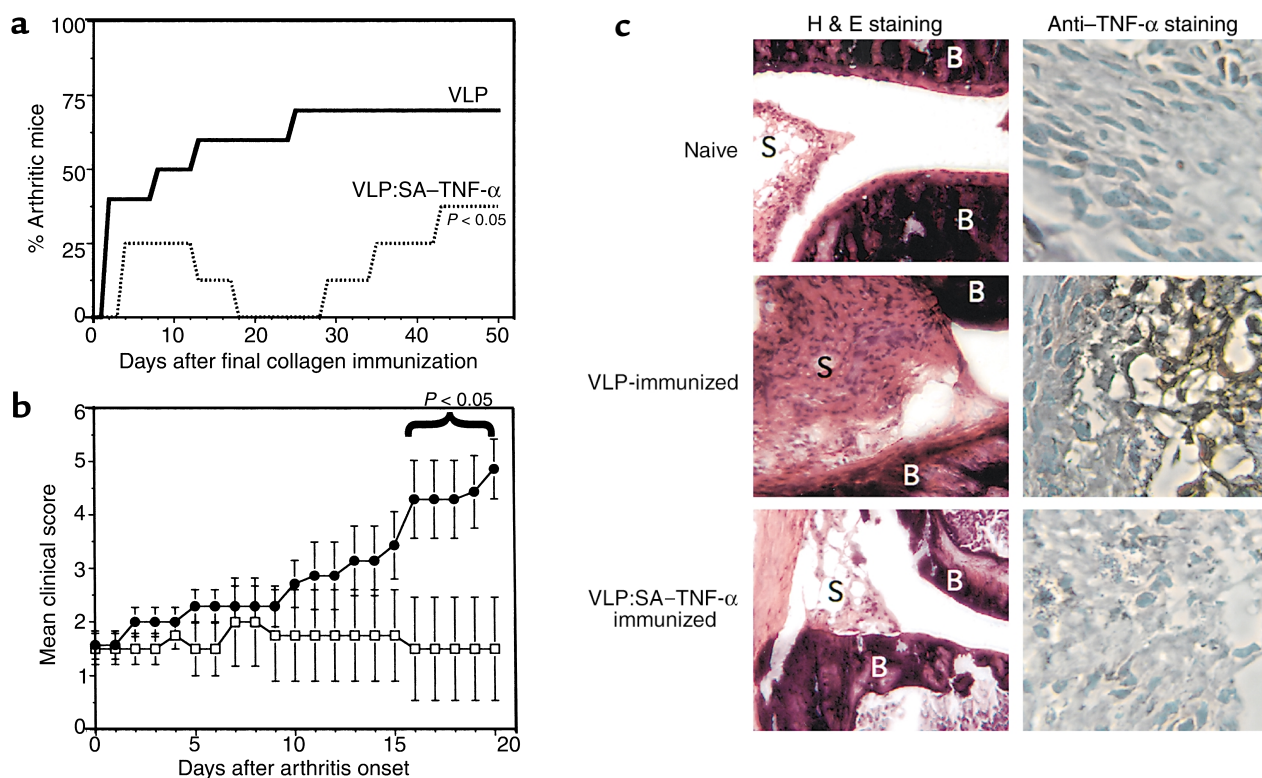 a
100
75
50
25
0
% Arthritic mice
VLP
VLP:SA–TNF-α
P < 0.05
0 10 20 30 40 50
Days after final collagen immunization
b
6
5
4
3
2
1
0
Mean clinical score
P < 0.05
0 5 10 15 20
Days after arthritis onset
c
H & E staining
Anti–TNF-α staining
Naive
B
S
B
VLP-immunized
B
S
B
VLP:SA–TNF-α
immunized
S
B
B